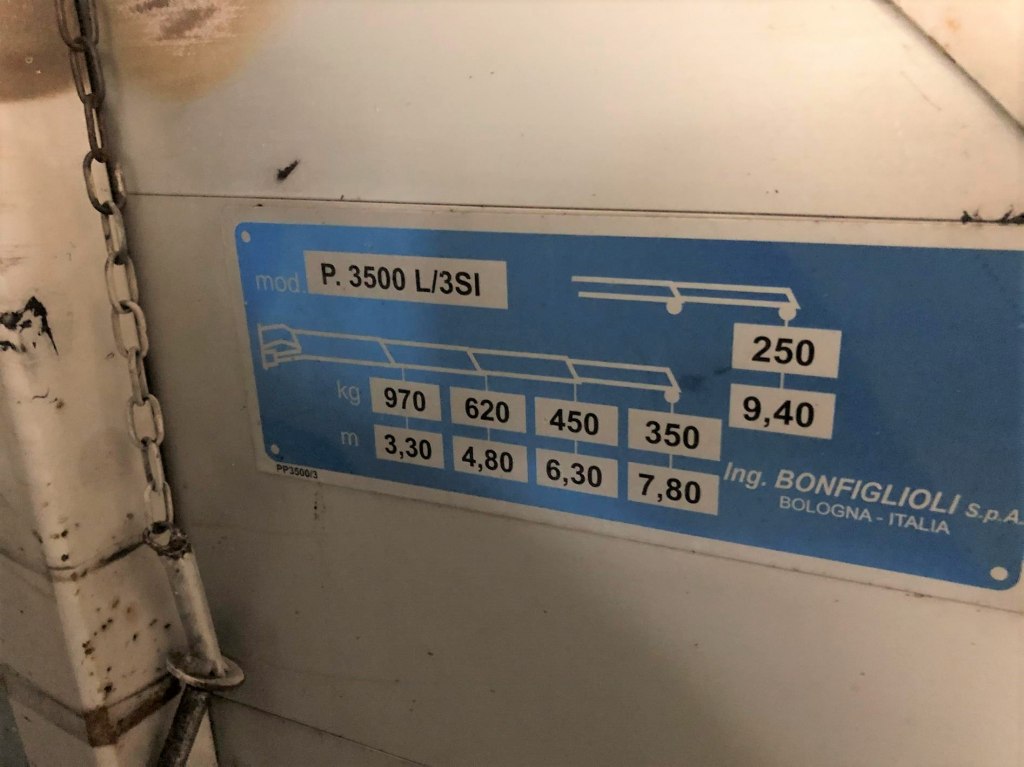 mod. P. 3500 L/3SI
250
9,40
kg 970 620 450 350
m 3,30 4,80 6,30 7,80
PP3500/3
Ing. BONFIGLIOLI s.p.A.
BOLOGNA - ITALIA